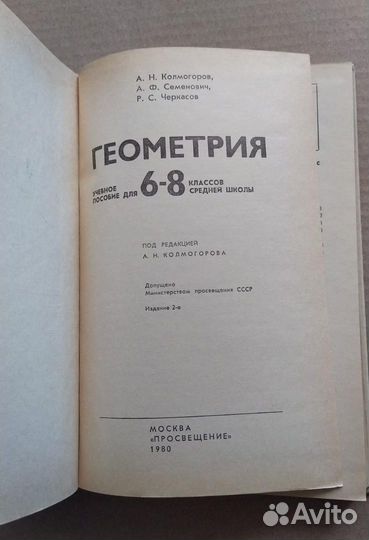 А. Н. Колмогоров,
А. Ф. Семенович,
Р. С. Черкасов
ГЕОМЕТРИЯ
УЧЕБНОЕ ПОСОБИЕ ДЛЯ 6-8 КЛАССОВ СРЕДНЕЙ ШКОЛЫ
ПОД РЕДАКЦИЕЙ
А. Н. КОЛМОГОРОВА
Допущено
Министерством просвещения СССР
Издание 2-е
МОСКВА
«ПРОСВЕЩЕНИЕ»
1980
Avito